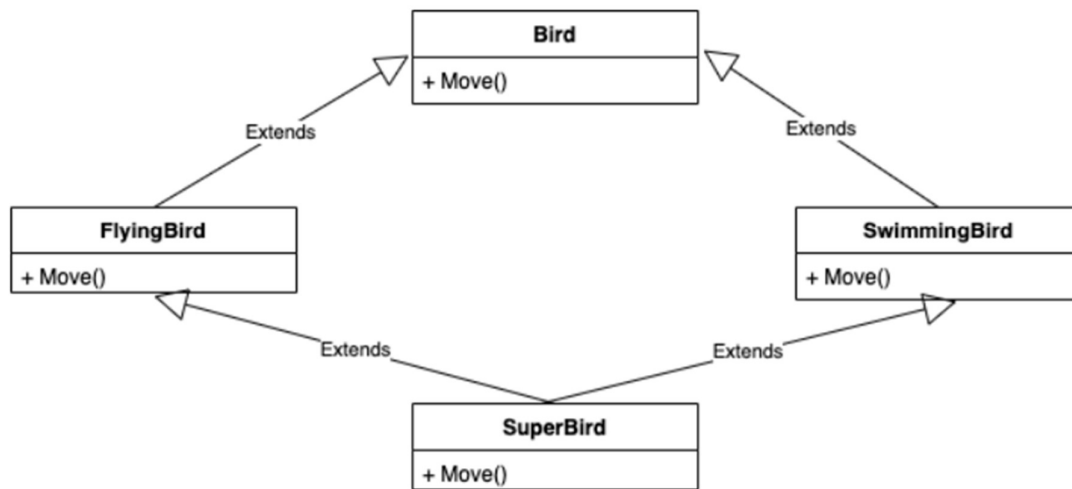 Bird
+ Move()
Extends
Extends
FlyingBird
+ Move()
SwimmingBird
+ Move()
Extends
Extends
SuperBird
+ Move()